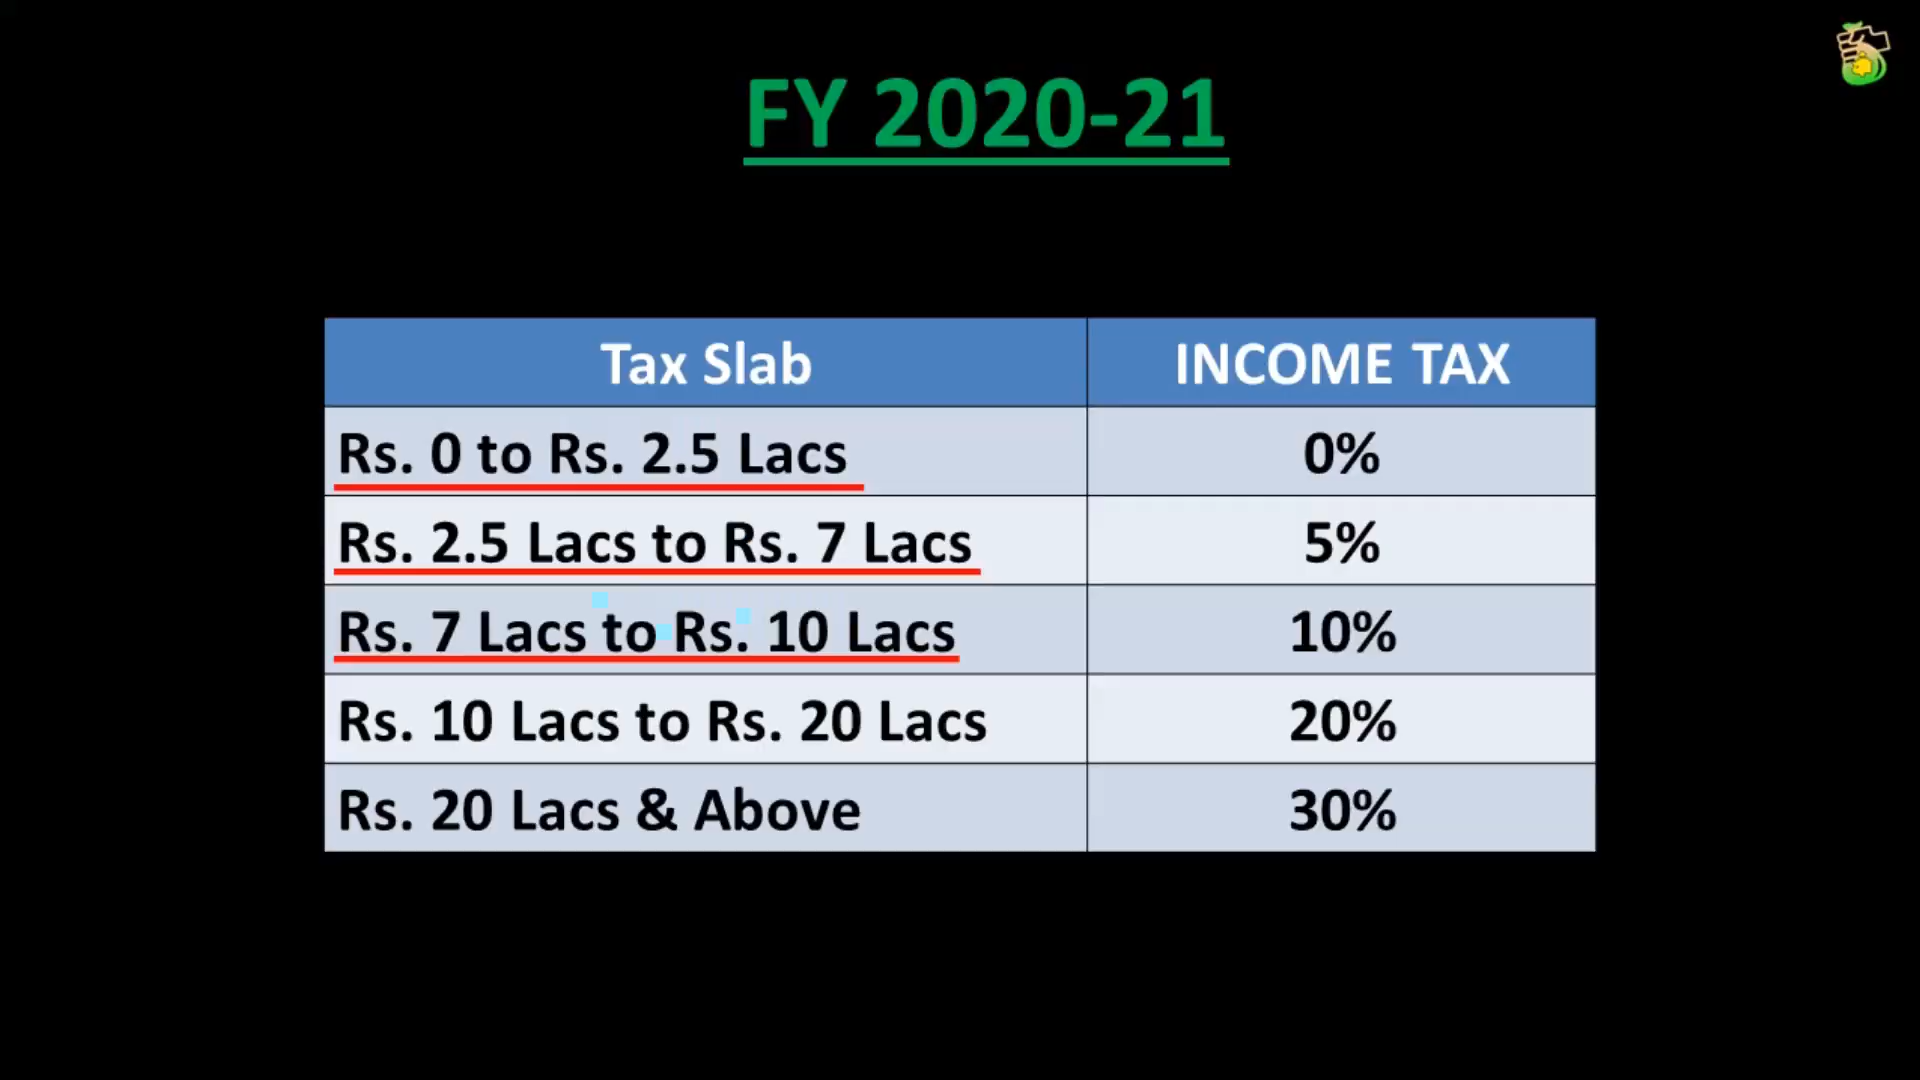 FY 2020-21
Tax Slab INCOME TAX
Rs. 0 to Rs. 2.5 Lacs 0%
Rs. 2.5 Lacs to Rs. 7 Lacs 5%
Rs. 7 Lacs to Rs. 10 Lacs 10%
Rs. 10 Lacs to Rs. 20 Lacs 20%
Rs. 20 Lacs & Above 30%